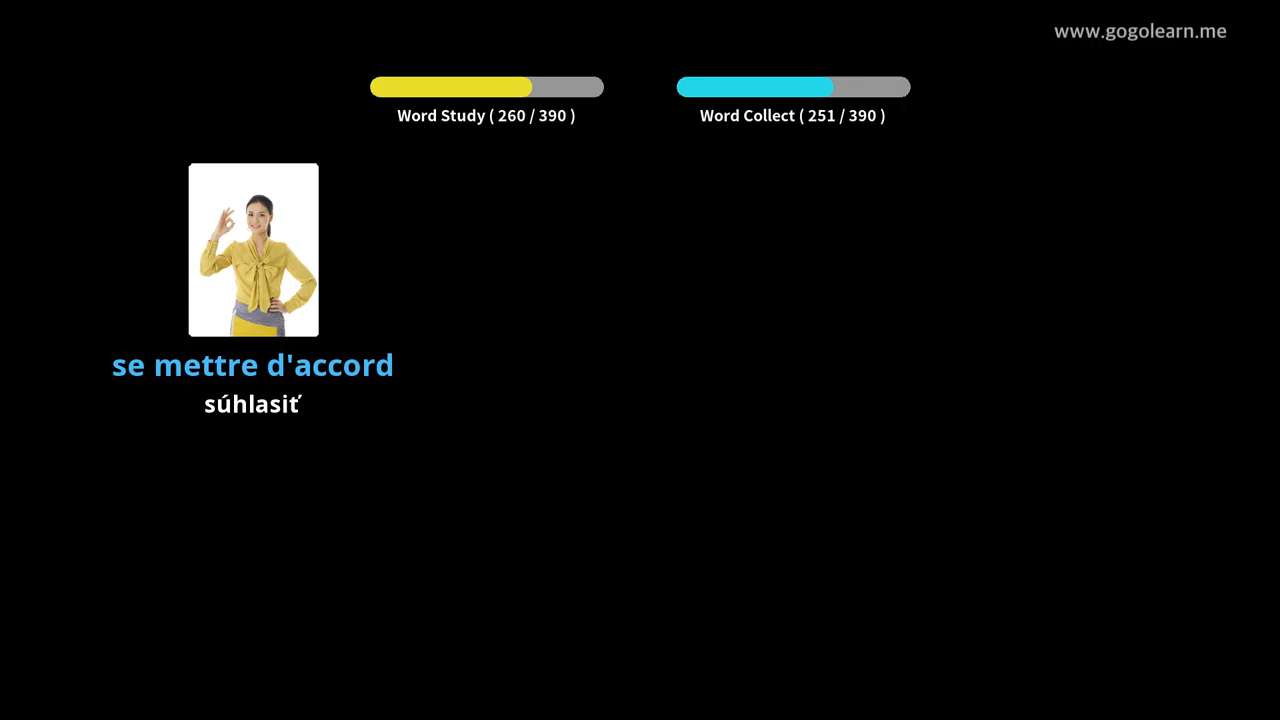 www.gogolearn.me
Word Study ( 260 / 390 )
Word Collect ( 251 / 390 )
se mettre d'accord
súhlasiť